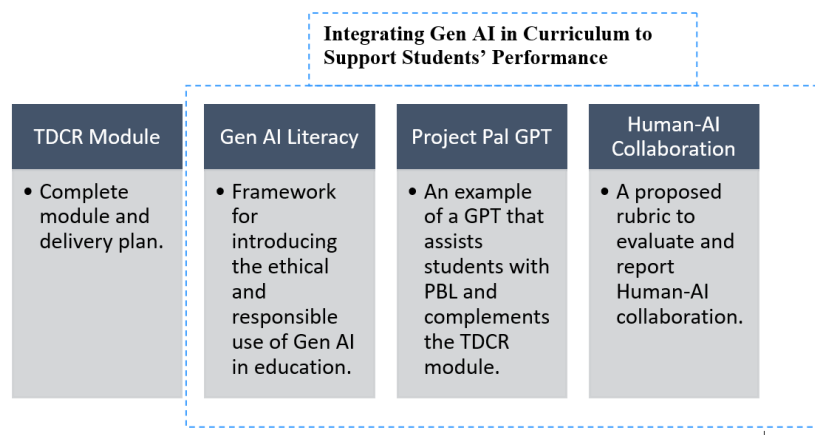 Integrating Gen AI in Curriculum to
Support Students’ Performance
TDCR Module
• Complete
module and
delivery plan.
Gen AI Literacy
• Framework
for
introducing
the ethical
and
responsible
use of Gen AI
in education.
Project Pal GPT
• An example
of a GPT that
assists
students with
PBL and
complements
the TDCR
module.
Human-AI
Collaboration
• A proposed
rubric to
evaluate and
report
Human-AI
collaboration.